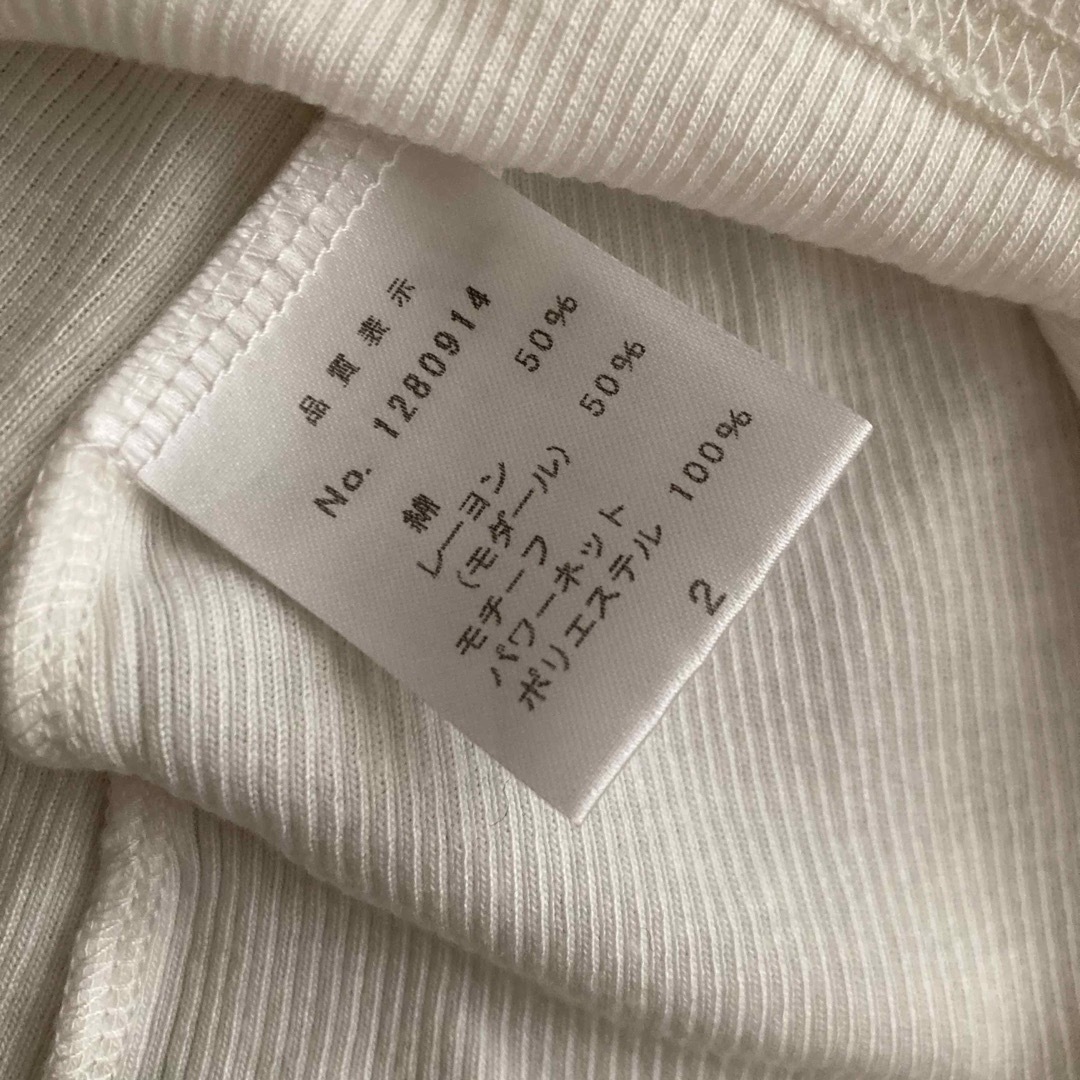 品質表示
No. 1280914
綿 50%
レーヨン 50%
(モダール)
モチーフ
パワーネット
ポリエステル 100%
2